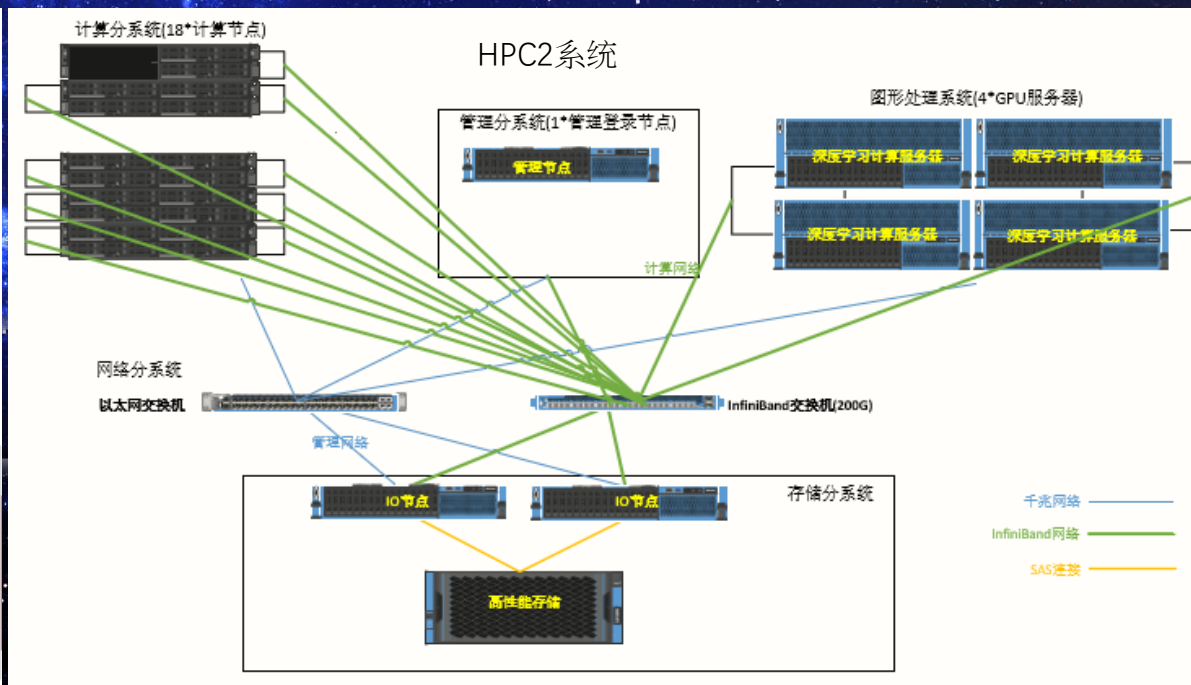 计算分系统(18*计算节点)
HPC2系统
图形处理系统(4*GPU服务器)
管理分系统(1*管理登录节点)
管理节点
深度学习计算服务器
深度学习计算服务器
深度学习计算服务器
深度学习计算服务器
计算网络
网络分系统
以太网交换机
InfiniBand交换机(200G)
管理网络
存储分系统
IO节点
IO节点
千兆网络
InfiniBand网络
SAS连接
高性能存储